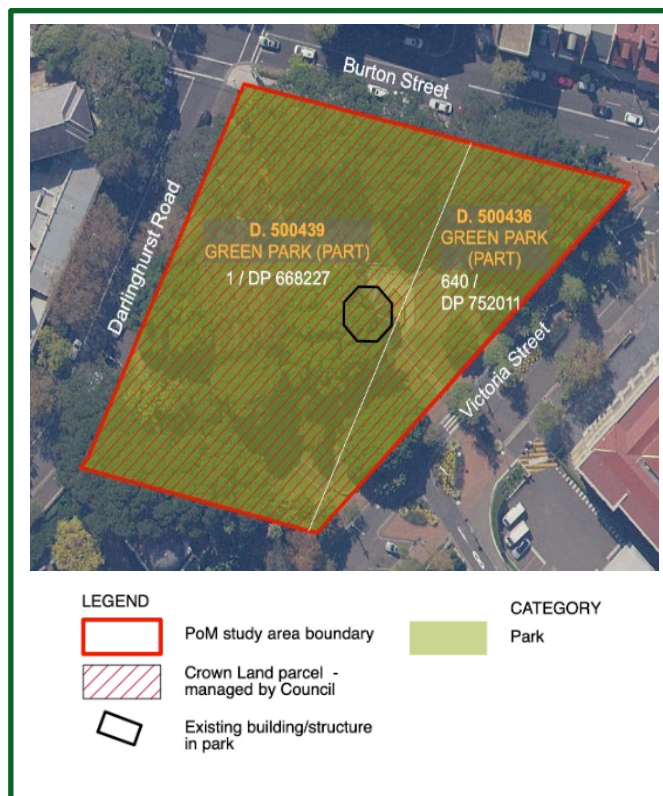 Burton Street
Darlinghurst Road
D. 500439
GREEN PARK (PART)
1 / DP 668227
D. 500436
GREEN PARK
(PART)
640 /
DP 752011
Victoria Street
LEGEND
PoM study area boundary
Crown Land parcel -
managed by Council
Existing building/structure
in park
CATEGORY
Park